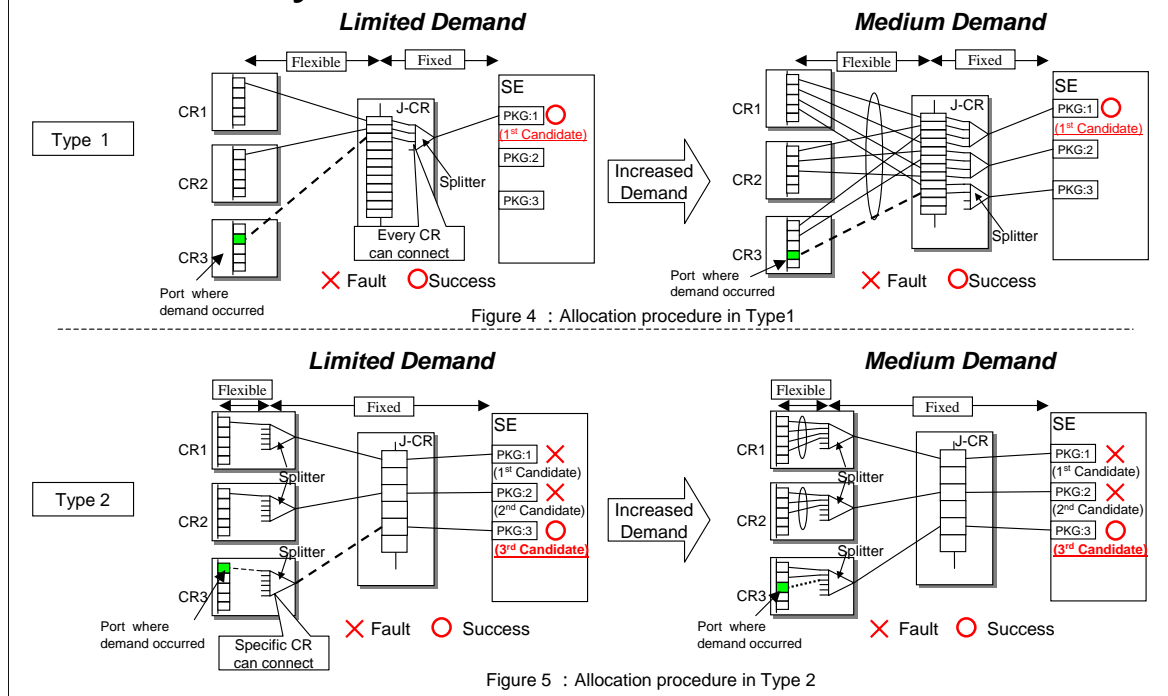 Limited Demand
Medium Demand
Flexible
Fixed
Flexible
Fixed
Type 1
CR1
CR2
CR3
J-CR
Splitter
Every CR
can connect
SE
PKG:1
(1st Candidate)
PKG:2
PKG:3
Port where
demand occurred
Fault
Success
Increased
Demand
CR1
CR2
CR3
J-CR
Splitter
SE
PKG:1
(1st Candidate)
PKG:2
PKG:3
Port where
demand occurred
Fault
Success
Figure 4 : Allocation procedure in Type1
Limited Demand
Medium Demand
Flexible
Fixed
Flexible
Fixed
Type 2
CR1
CR2
CR3
Splitter
Splitter
Splitter
J-CR
SE
PKG:1
(1st Candidate)
PKG:2
(2nd Candidate)
PKG:3
(3rd Candidate)
Port where
demand occurred
Specific CR
can connect
Fault
Success
Increased
Demand
CR1
CR2
CR3
Splitter
Splitter
Splitter
J-CR
SE
PKG:1
(1st Candidate)
PKG:2
(2nd Candidate)
PKG:3
(3rd Candidate)
Port where
demand occurred
Fault
Success
Figure 5 : Allocation procedure in Type 2